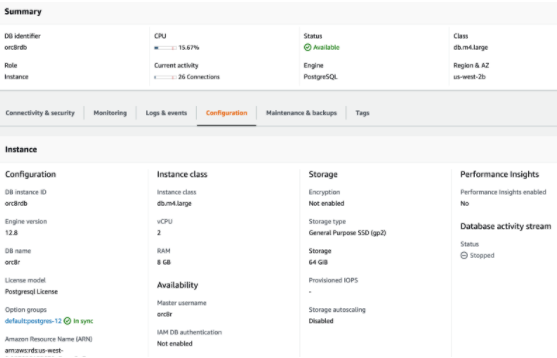 Summary
DB identifier
orc8rdb
CPU
15.67%
Status
Available
Class
db.m4.large
Role
Instance
Current activity
26 Connections
Engine
PostgreSQL
Region & AZ
us-west-2b
Connectivity & security
Monitoring
Logs & events
Configuration
Maintenance & backups
Tags
Instance
Configuration
DB instance ID
orc8rdb
Engine version
12.8
DB name
orc8r
License model
Postgresql License
Option groups
default:postgres-12 In sync
Amazon Resource Name (ARN)
arn:aws:rds:us-west-
Instance class
Instance class
db.m4.large
vCPU
2
RAM
8 GB
Availability
Master username
orc8r
IAM DB authentication
Not enabled
Storage
Encryption
Not enabled
Storage type
General Purpose SSD (gp2)
Storage
64 GiB
Provisioned IOPS
-
Storage autoscaling
Disabled
Performance Insights
Performance Insights enabled
No
Database activity stream
Status
Stopped